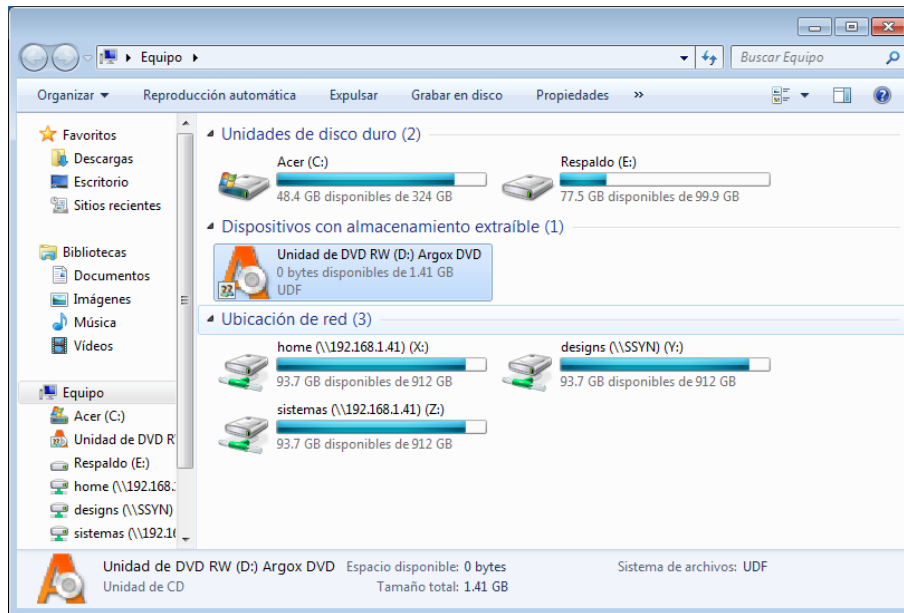 Equipo
Buscar Equipo
Organizar Reproducción automática Expulsar Grabar en disco Propiedades »
Favoritos
Descargas
Escritorio
Sitios recientes
Bibliotecas
Documentos
Imágenes
Música
Vídeos
Equipo
Acer (C:)
Unidad de DVD R
Respaldo (E:)
home (\\192.168.
designs (\\SSYN)
sistemas (\\192.16
Unidades de disco duro (2)
Acer (C:)
48.4 GB disponibles de 324 GB
Respaldo (E:)
77.5 GB disponibles de 99.9 GB
Dispositivos con almacenamiento extraíble (1)
Unidad de DVD RW (D:) Argox DVD
0 bytes disponibles de 1.41 GB
UDF
Ubicación de red (3)
home (\\192.168.1.41) (X:)
93.7 GB disponibles de 912 GB
designs (\\SSYN) (Y:)
93.7 GB disponibles de 912 GB
sistemas (\\192.168.1.41) (Z:)
93.7 GB disponibles de 912 GB
Unidad de DVD RW (D:) Argox DVD Espacio disponible: 0 bytes Sistema de archivos: UDF
Unidad de CD Tamaño total: 1.41 GB